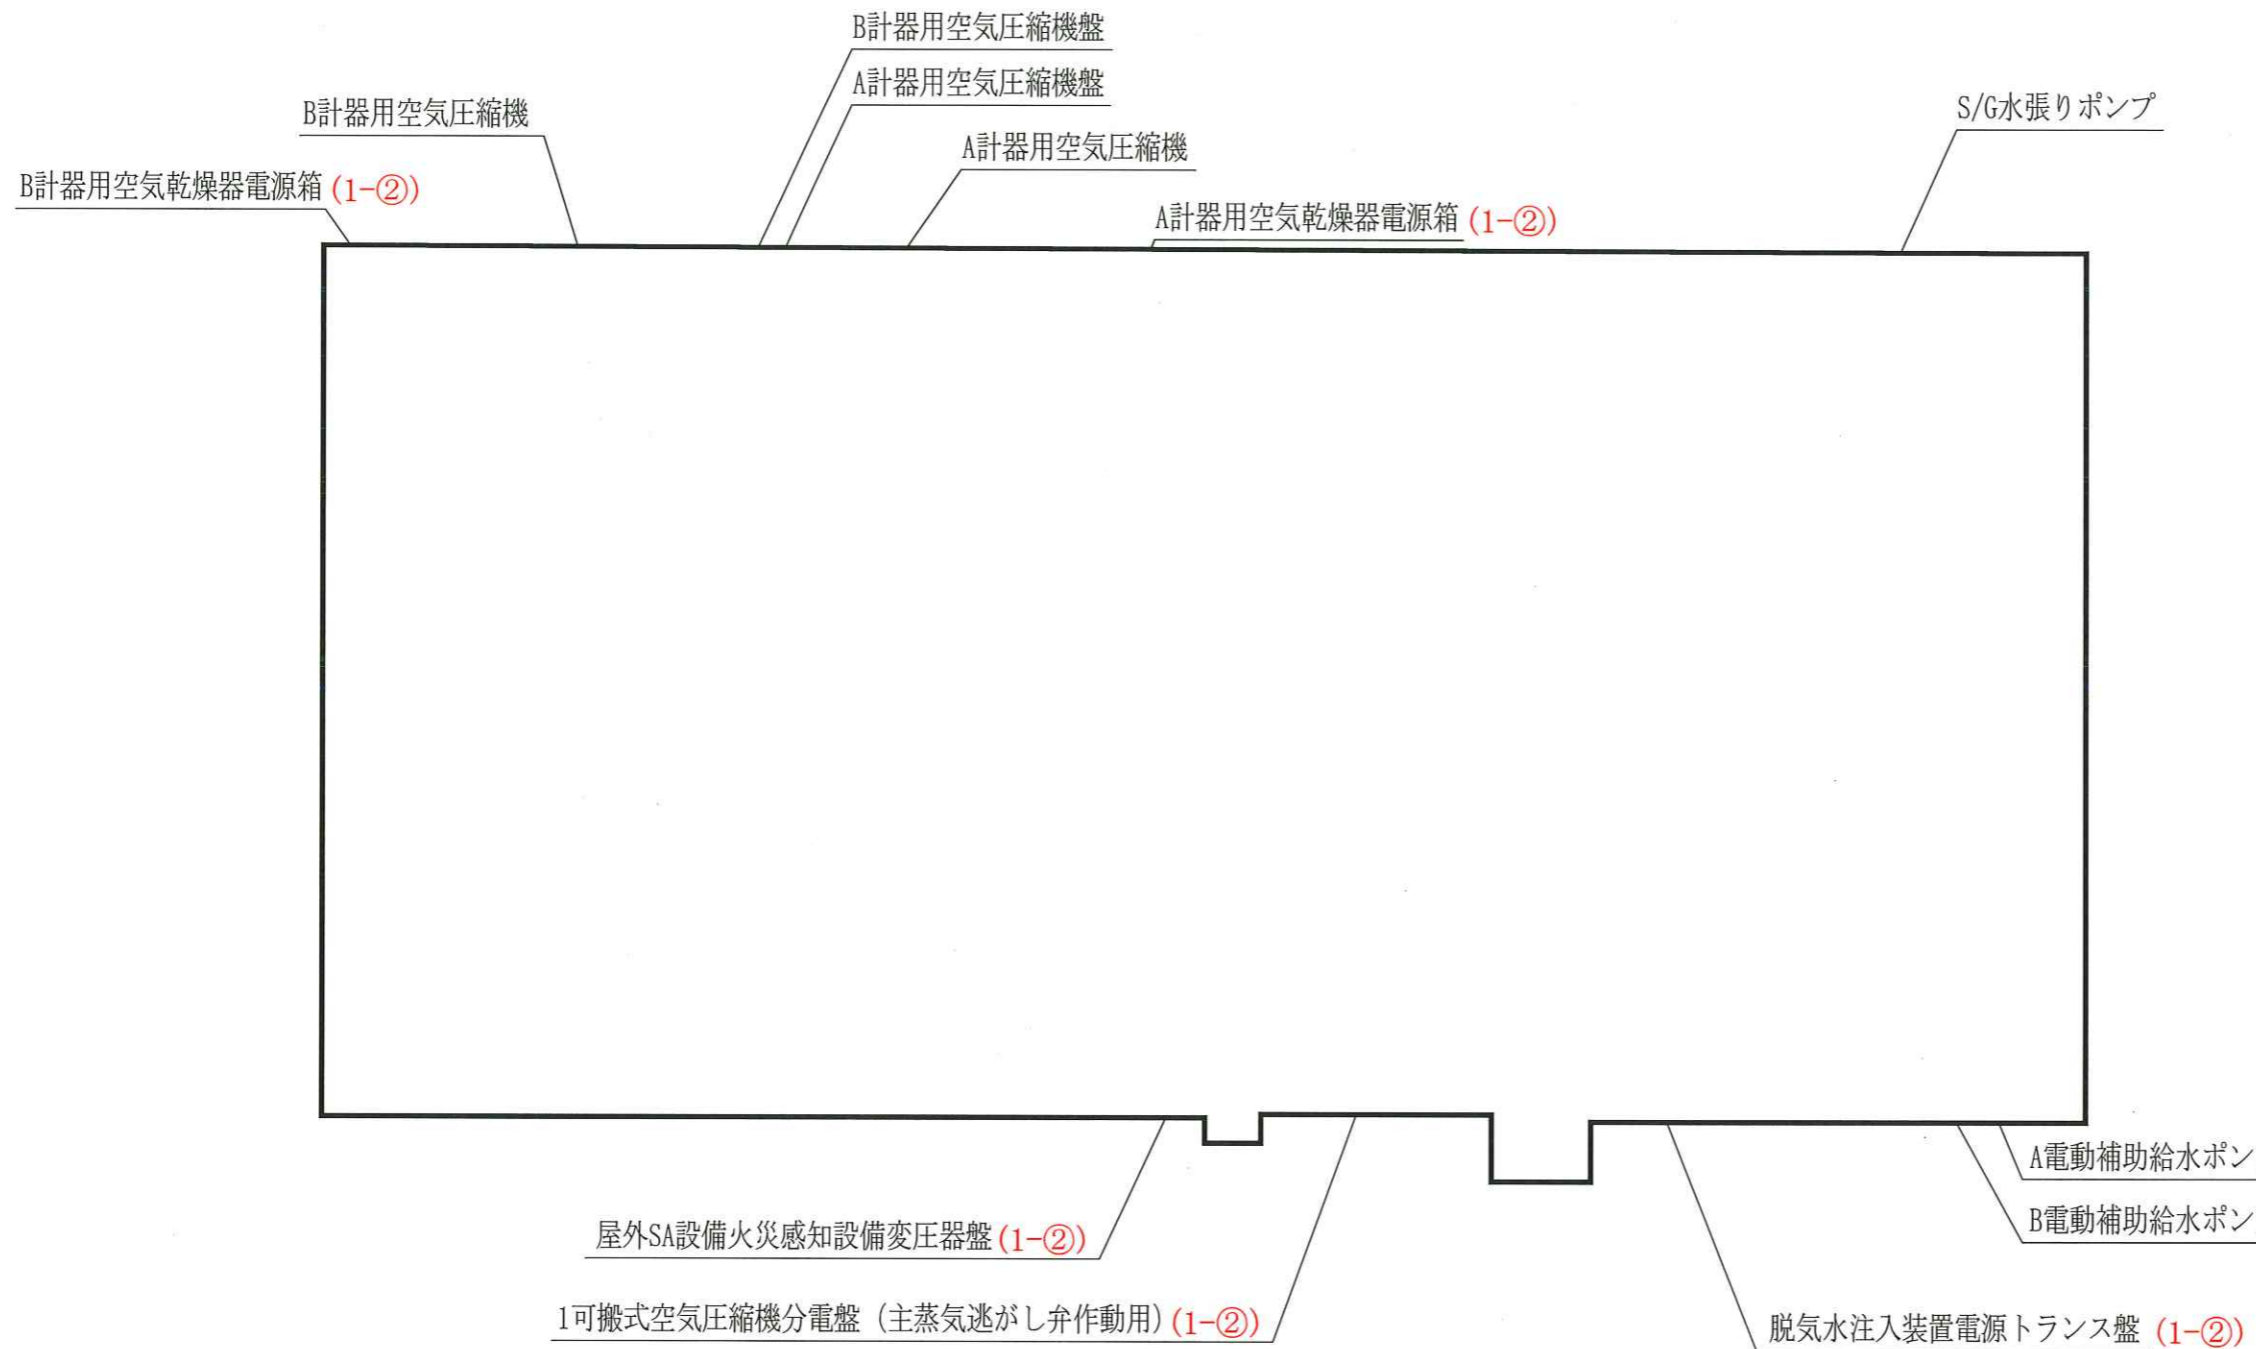 B計器用空気圧縮機盤
A計器用空気圧縮機盤
B計器用空気圧縮機
S/G水張りポンプ
A計器用空気圧縮機
B計器用空気乾燥器電源箱 (1-②)
A計器用空気乾燥器電源箱 (1-②)
A電動補助給水ポン
B電動補助給水ポン
屋外SA設備火災感知設備変圧器盤 (1-②)
1可搬式空気圧縮機分電盤（主蒸気逃がし弁作動用） (1-②)
脱気水注入装置電源トランス盤 (1-②)